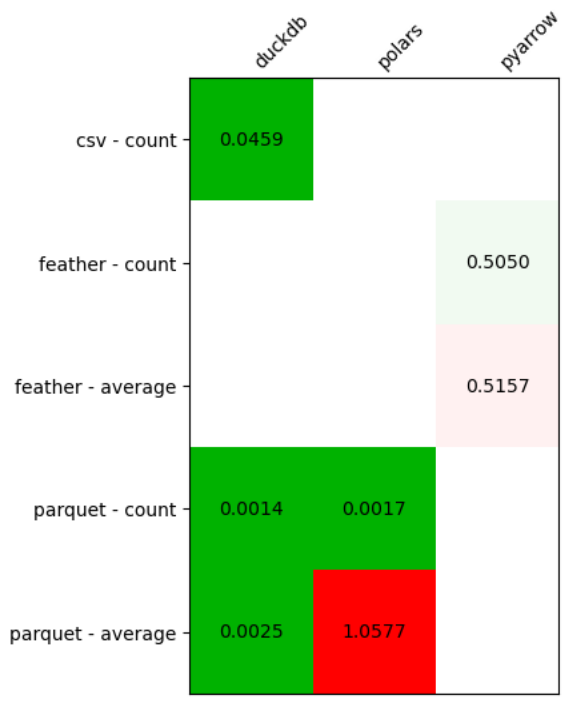 duckdb polars pyarrow
csv - count 0.0459
feather - count 0.5050
feather - average 0.5157
parquet - count 0.0014 0.0017
parquet - average 0.0025 1.0577